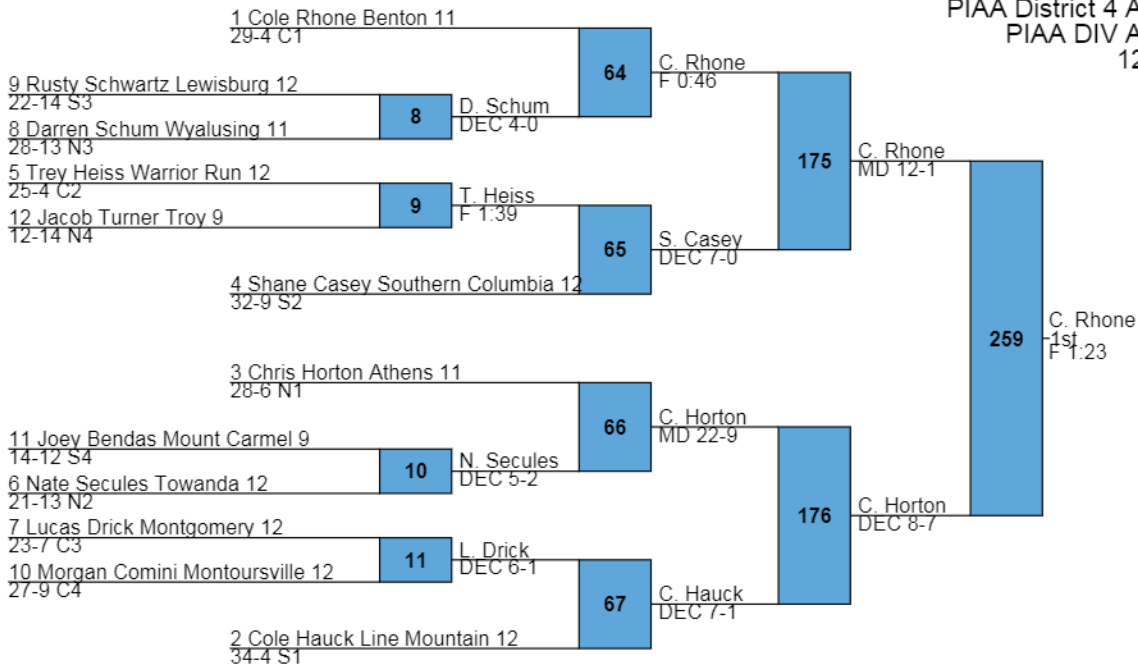 PIAA District 4 A
PIAA DIV A
12
1 Cole Rhone Benton 11
29-4 C1
64
C. Rhone
F 0:46
9 Rusty Schwartz Lewisburg 12
22-14 S3
8
D. Schum
DEC 4-0
8 Darren Schum Wyalusing 11
28-13 N3
175
C. Rhone
MD 12-1
5 Trey Heiss Warrior Run 12
25-4 C2
9
T. Heiss
F 1:39
12 Jacob Turner Troy 9
12-14 N4
65
S. Casey
DEC 7-0
4 Shane Casey Southern Columbia 12
32-9 S2
259
C. Rhone
1st
F 1:23
3 Chris Horton Athens 11
28-6 N1
66
C. Horton
MD 22-9
11 Joey Bendas Mount Carmel 9
14-12 S4
10
N. Secules
DEC 5-2
6 Nate Secules Towanda 12
21-13 N2
176
C. Horton
DEC 8-7
7 Lucas Drick Montgomery 12
23-7 C3
11
L. Drick
DEC 6-1
10 Morgan Comini Montoursville 12
27-9 C4
67
C. Hauck
DEC 7-1
2 Cole Hauck Line Mountain 12
34-4 S1